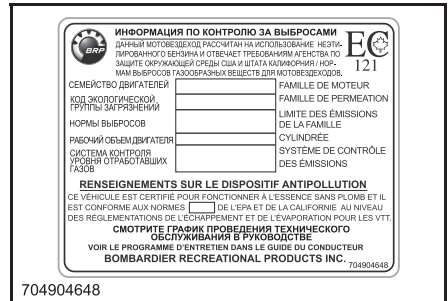 ИНФОРМАЦИЯ ПО КОНТРОЛЮ ЗА ВЫБРОСАМИ
ДАННЫЙ МОТОВЕЗДЕХОД РАССЧИТАН НА ИСПОЛЬЗОВАНИЕ НЕЭТИ-
ЛИРОВАННОГО БЕНЗИНА И ОТВЕЧАЕТ ТРЕБОВАНИЯМ АГЕНСТВА ПО
ЗАЩИТЕ ОКРУЖАЮЩЕЙ СРЕДЫ США И ШТАТА КАЛИФОРНИЯ / НОР-
МАМ ВЫБРОСОВ ГАЗООБРАЗНЫХ ВЕЩЕСТВ ДЛЯ МОТОВЕЗДЕХОДОВ.
BRP
EC
121
СЕМЕЙСТВО ДВИГАТЕЛЕЙ
FAMILLE DE MOTEUR
КОД ЭКОЛОГИЧЕСКОЙ
ГРУППЫ ЗАГРЯЗНЕНИЙ
FAMILLE DE PERMEATION
НОРМЫ ВЫБРОСОВ
LIMITE DES ÉMISSIONS
DE LA FAMILLE
РАБОЧИЙ ОБЪЕМ ДВИГАТЕЛЯ
CYLINDRÉE
СИСТЕМА КОНТРОЛЯ
УРОВНЯ ОТРАБОТАВШИХ
ГАЗОВ
SYSTÈME DE CONTRÔLE
DES ÉMISSIONS
RENSEIGNEMENTS SUR LE DISPOSITIF ANTIPOLLUTION
CE VÉHICULE EST CERTIFIÉ POUR FONCTIONNER À L'ESSENCE SANS PLOMB ET IL
EST CONFORME AUX NORMES DE L'EPA ET DE LA CALIFORNIE AU NIVEAU
DES RÉGLEMENTATIONS DE L'ÉCHAPPEMENT ET DE L'ÉVAPORATION POUR LES VTT.
СМОТРИТЕ ГРАФИК ПРОВЕДЕНИЯ ТЕХНИЧЕСКОГО
ОБСЛУЖИВАНИЯ В РУКОВОДСТВЕ
VOIR LE PROGRAMME D'ENTRETIEN DANS LE GUIDE DU CONDUCTEUR
BOMBARDIER RECREATIONAL PRODUCTS INC.
704904648
704904648